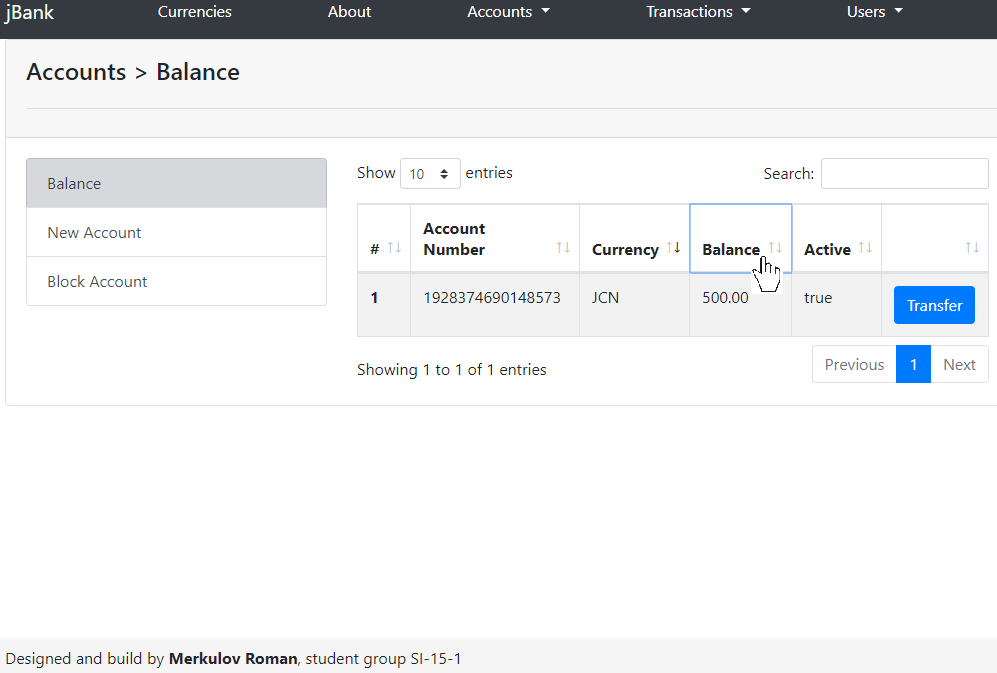 jBank Currencies About Accounts Transactions Users
Accounts > Balance
Balance
New Account
Block Account
Show 10 entries Search:
# Account Number Currency Balance Active
1 1928374690148573 JCN 500.00 true Transfer
Showing 1 to 1 of 1 entries
Previous 1 Next
Designed and build by Merkulov Roman, student group SI-15-1